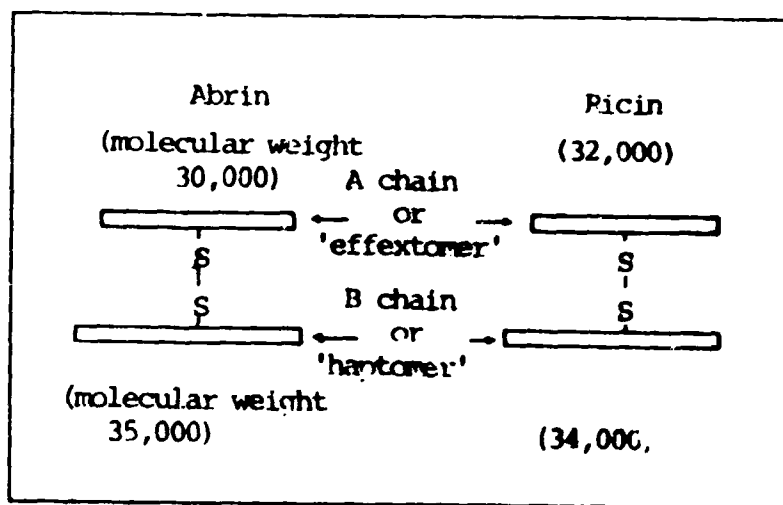 Abrin
Ricin
(molecular weight
30,000)
(32,000)
A chain
or
'effextomer'
S
S
S
S
B chain
or
'haptomer'
(molecular weight
35,000)
(34,000,